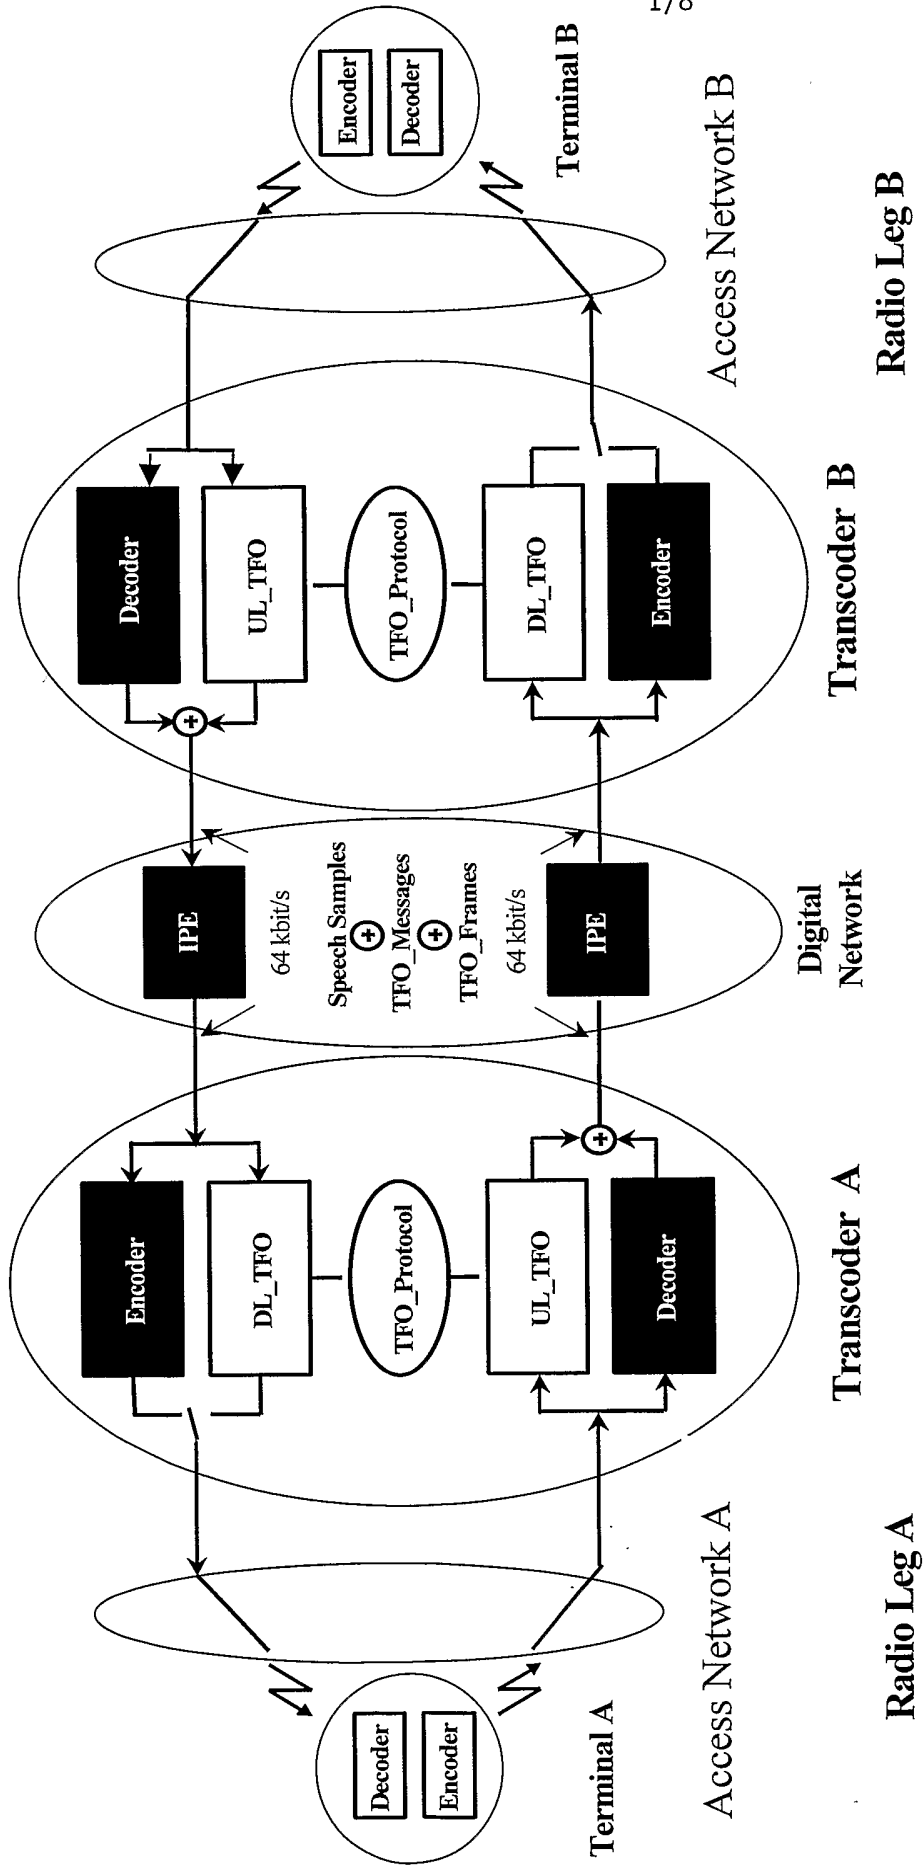 1/8
Decoder
Encoder
Terminal A
Encoder
DL_TFO
TFO_Protocol
UL_TFO
Decoder
Transcoder A
Access Network A
Radio Leg A
IPE
64 kbit/s
Speech Samples
+
TFO_Messages
+
TFO_Frames
64 kbit/s
IPE
Digital
Network
+
Decoder
UL_TFO
TFO_Protocol
DL_TFO
Encoder
+
Transcoder B
Encoder
Decoder
Terminal B
Access Network B
Radio Leg B